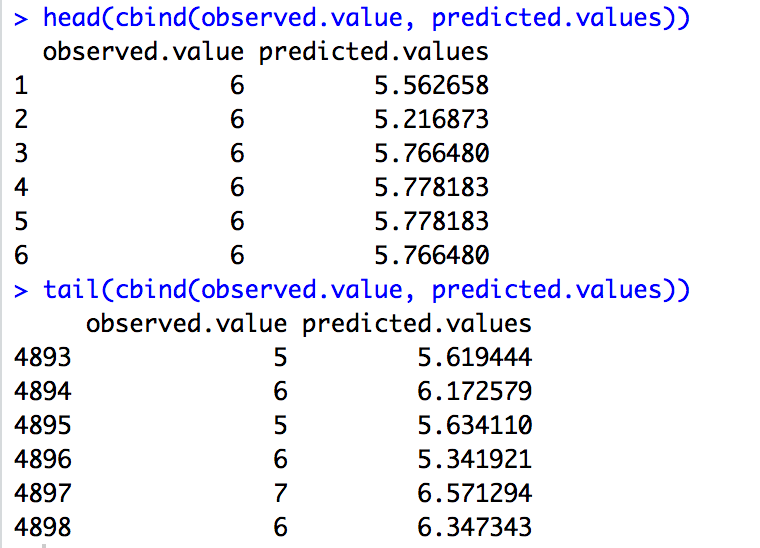 > head(cbind(observed.value, predicted.values))
  observed.value predicted.values
1              6         5.562658
2              6         5.216873
3              6         5.766480
4              6         5.778183
5              6         5.778183
6              6         5.766480
> tail(cbind(observed.value, predicted.values))
     observed.value predicted.values
4893              5         5.619444
4894              6         6.172579
4895              5         5.634110
4896              6         5.341921
4897              7         6.571294
4898              6         6.347343